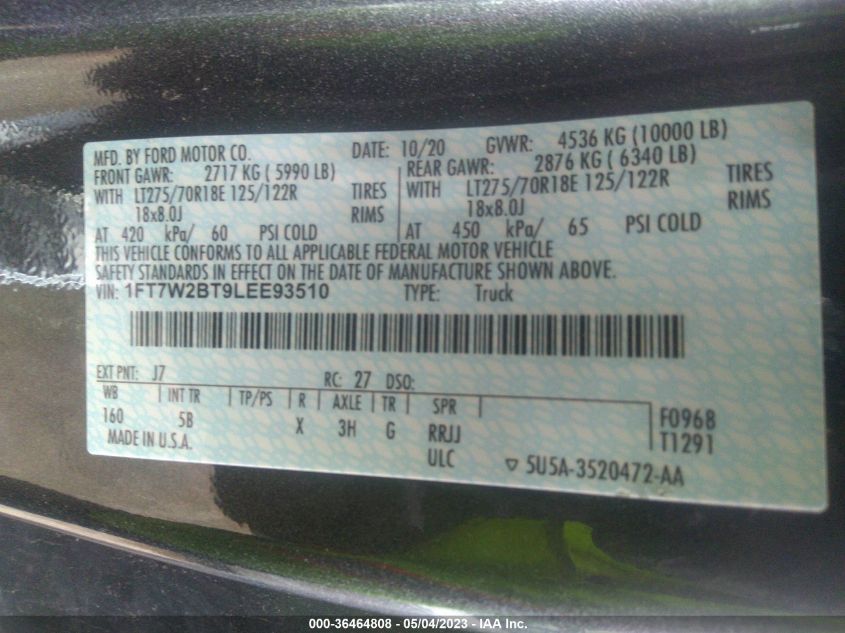 MFD. BY FORD MOTOR CO. DATE: 10/20 GVWR: 4536 KG (10000 LB)
FRONT GAWR: 2717 KG (5990 LB) REAR GAWR: 2876 KG (6340 LB)
WITH LT275/70R18E 125/122R TIRES WITH LT275/70R18E 125/122R TIRES
18x8.0J RIMS 18x8.0J RIMS
AT 420 kPa/ 60 PSI COLD AT 450 kPa/ 65 PSI COLD
THIS VEHICLE CONFORMS TO ALL APPLICABLE FEDERAL MOTOR VEHICLE
SAFETY STANDARDS IN EFFECT ON THE DATE OF MANUFACTURE SHOWN ABOVE.
VIN: 1FT7W2BT9LEE93510 TYPE: Truck
EXT PNT: J7 RC: 27 DSO:
WB INT TR TP/PS R AXLE TR SPR
160 5B X 3H G RRJJ F0968
MADE IN U.S.A. ULC T1291
▽ 5U5A-3520472-AA
000-36464808 - 05/04/2023 - IAA Inc.